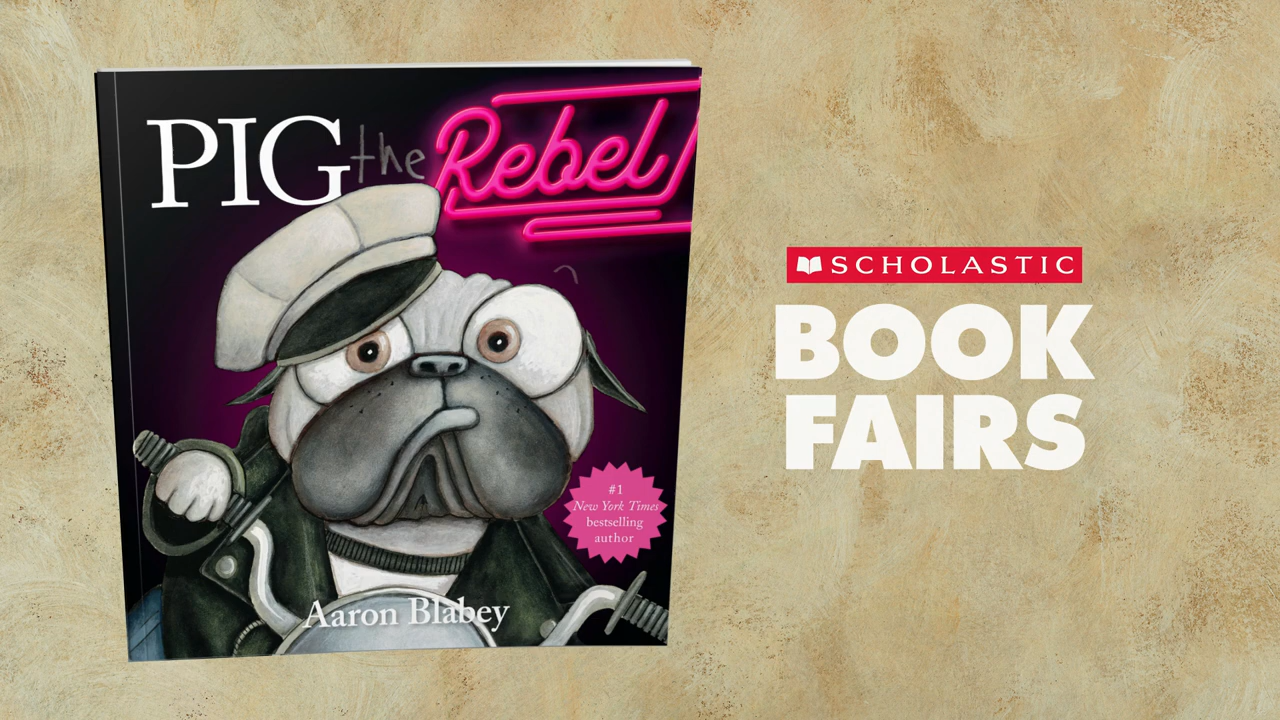 PIG the Rebel
#1
New York Times
bestselling
author
Aaron Blabey
SCHOLASTIC
BOOK
FAIRS